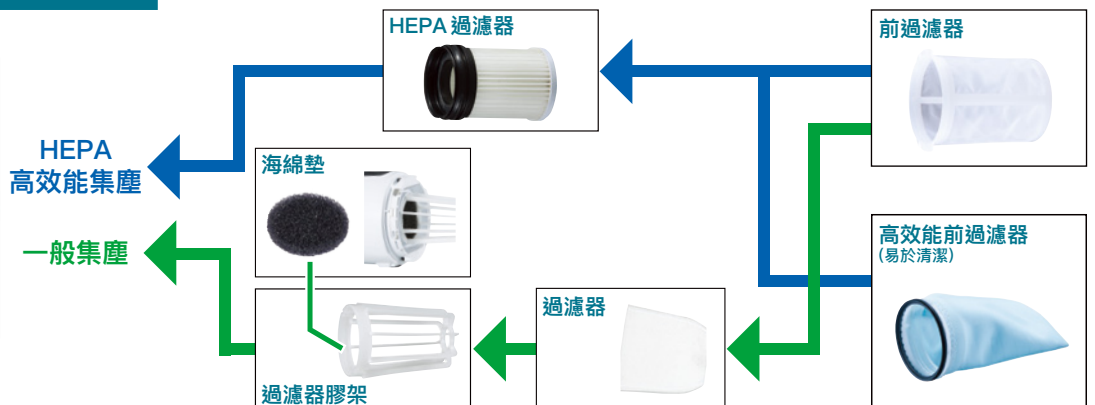 HEPA 過濾器
前過濾器
HEPA
高效能集塵
海綿墊
一般集塵
高效能前過濾器
(易於清潔)
過濾器
過濾器膠架